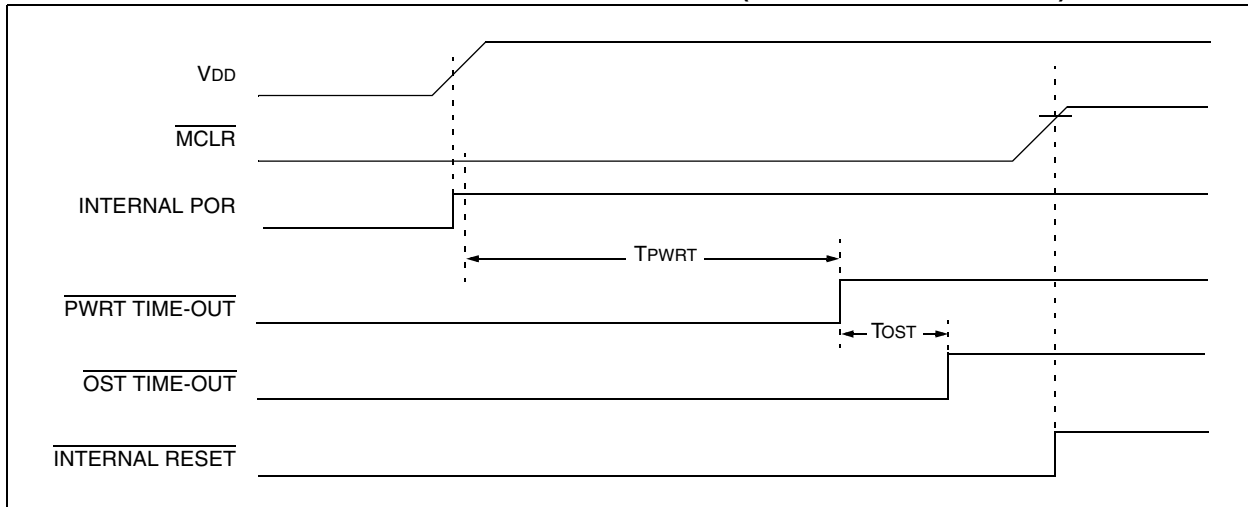 VDD
MCLR
INTERNAL POR
TPWRT
PWRT TIME-OUT
TOST
OST TIME-OUT
INTERNAL RESET